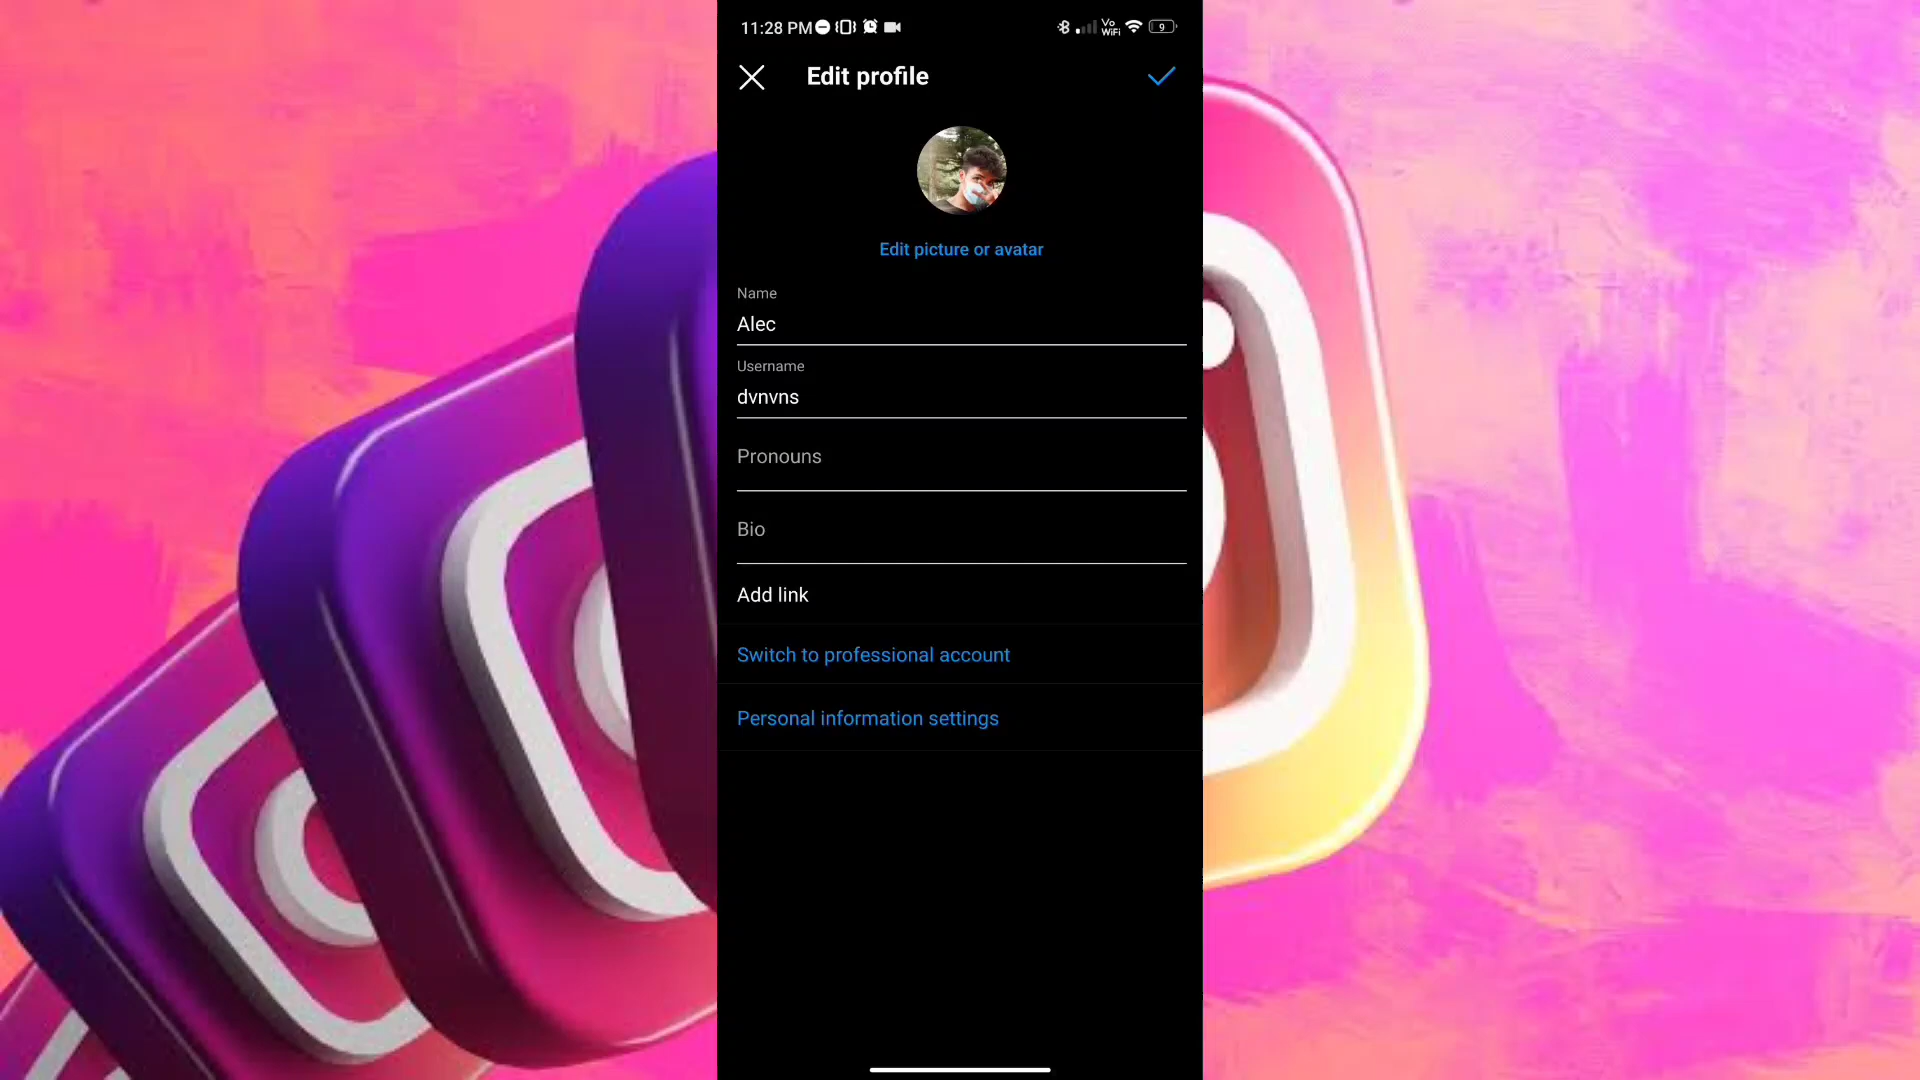 11:28 PM
Vo
WiFi
9
Edit profile
Edit picture or avatar
Name
Alec
Username
dvnvns
Pronouns
Bio
Add link
Switch to professional account
Personal information settings